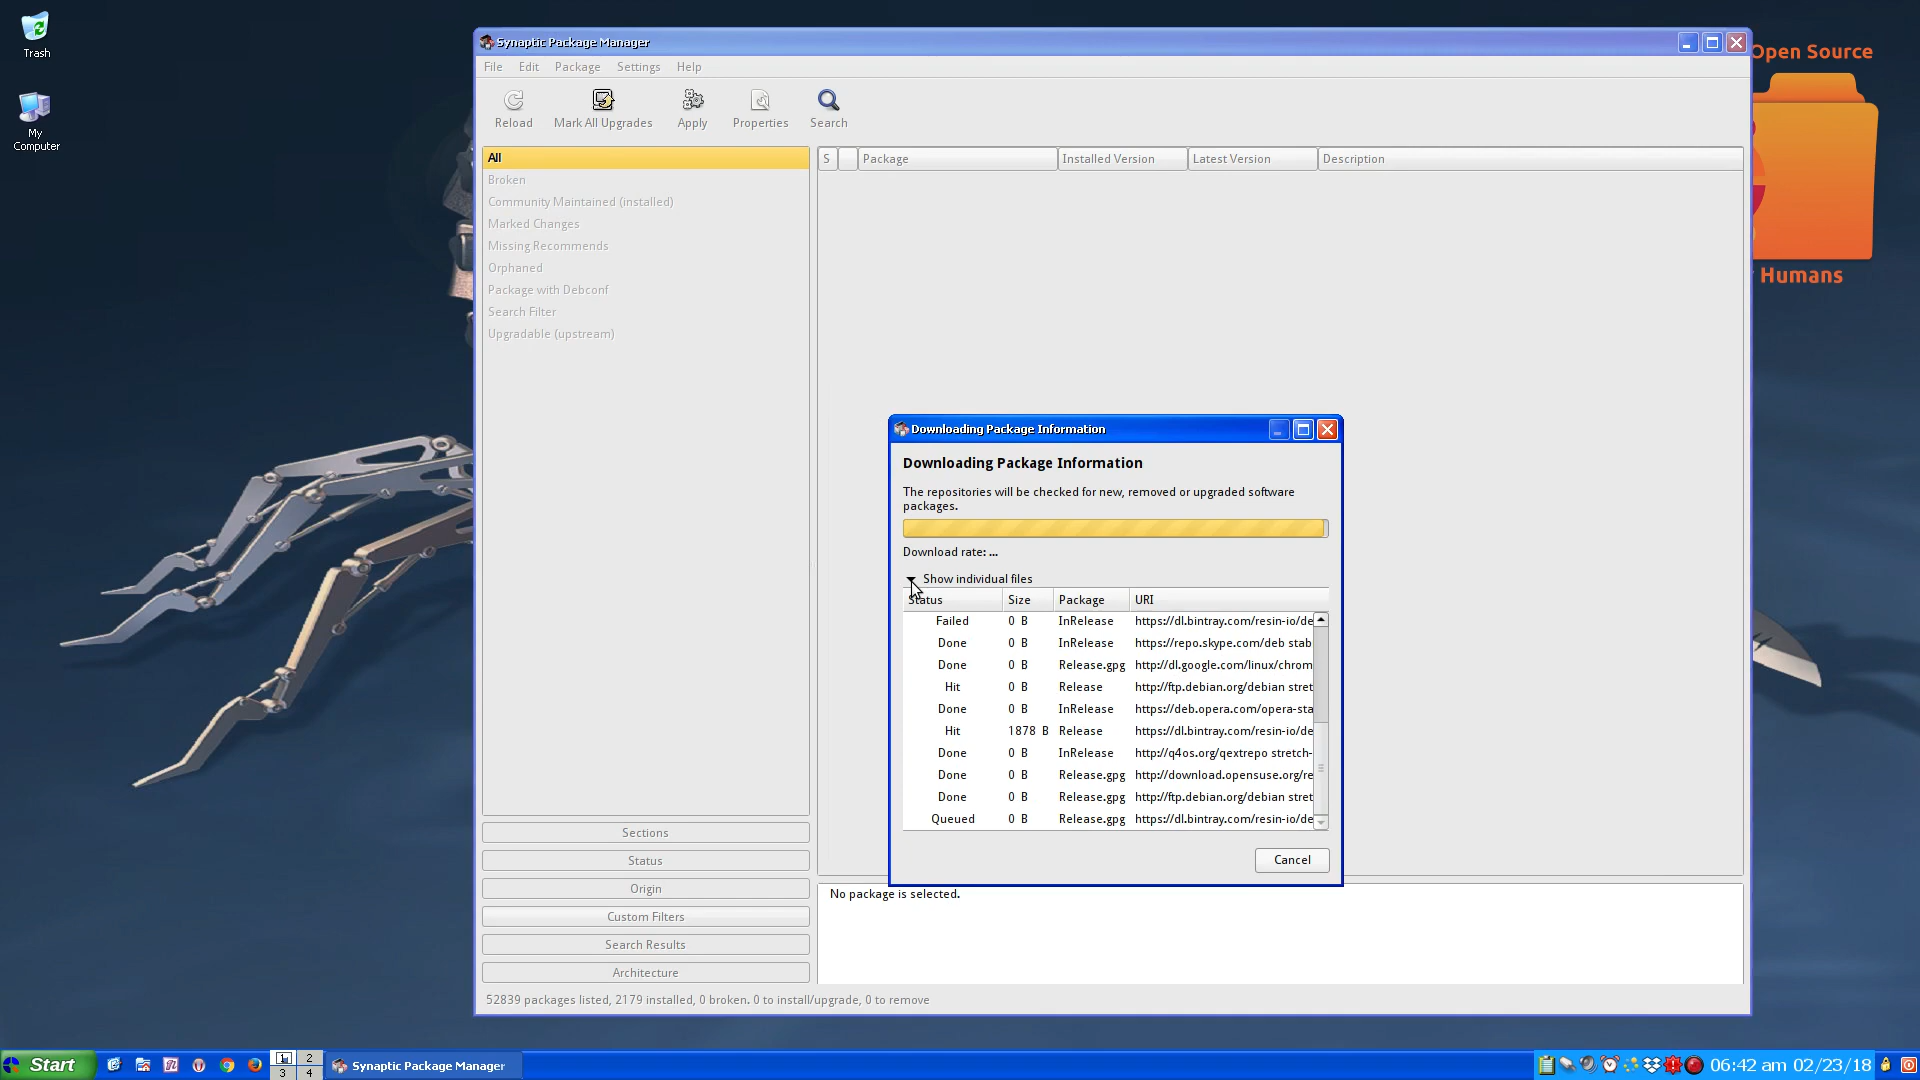 Trash
My
Computer
Open Source
Humans
Synaptic Package Manager
File Edit Package Settings Help
Reload Mark All Upgrades Apply Properties Search
All
Broken
Community Maintained (installed)
Marked Changes
Missing Recommends
Orphaned
Package with Debconf
Search Filter
Upgradable (upstream)
Sections
Status
Origin
Custom Filters
Search Results
Architecture
S Package Installed Version Latest Version Description
Downloading Package Information
Downloading Package Information
The repositories will be checked for new, removed or upgraded software
packages.
Download rate: ...
Show individual files
Status Size Package URI
Failed 0 B InRelease https://dl.bintray.com/resin-io/de
Done 0 B InRelease https://repo.skype.com/deb stab
Done 0 B Release.gpg http://dl.google.com/linux/chrom
Hit 0 B Release http://ftp.debian.org/debian stret
Done 0 B InRelease https://deb.opera.com/opera-sta
Hit 1878 B Release https://dl.bintray.com/resin-io/de
Done 0 B InRelease http://q4os.org/qextrepo stretch-
Done 0 B Release.gpg http://download.opensuse.org/re
Done 0 B Release.gpg http://ftp.debian.org/debian stret
Queued 0 B Release.gpg https://dl.bintray.com/resin-io/de
Cancel
No package is selected.
52839 packages listed, 2179 installed, 0 broken. 0 to install/upgrade, 0 to remove
Start
1 2
3 4
Synaptic Package Manager
06:42 am 02/23/18